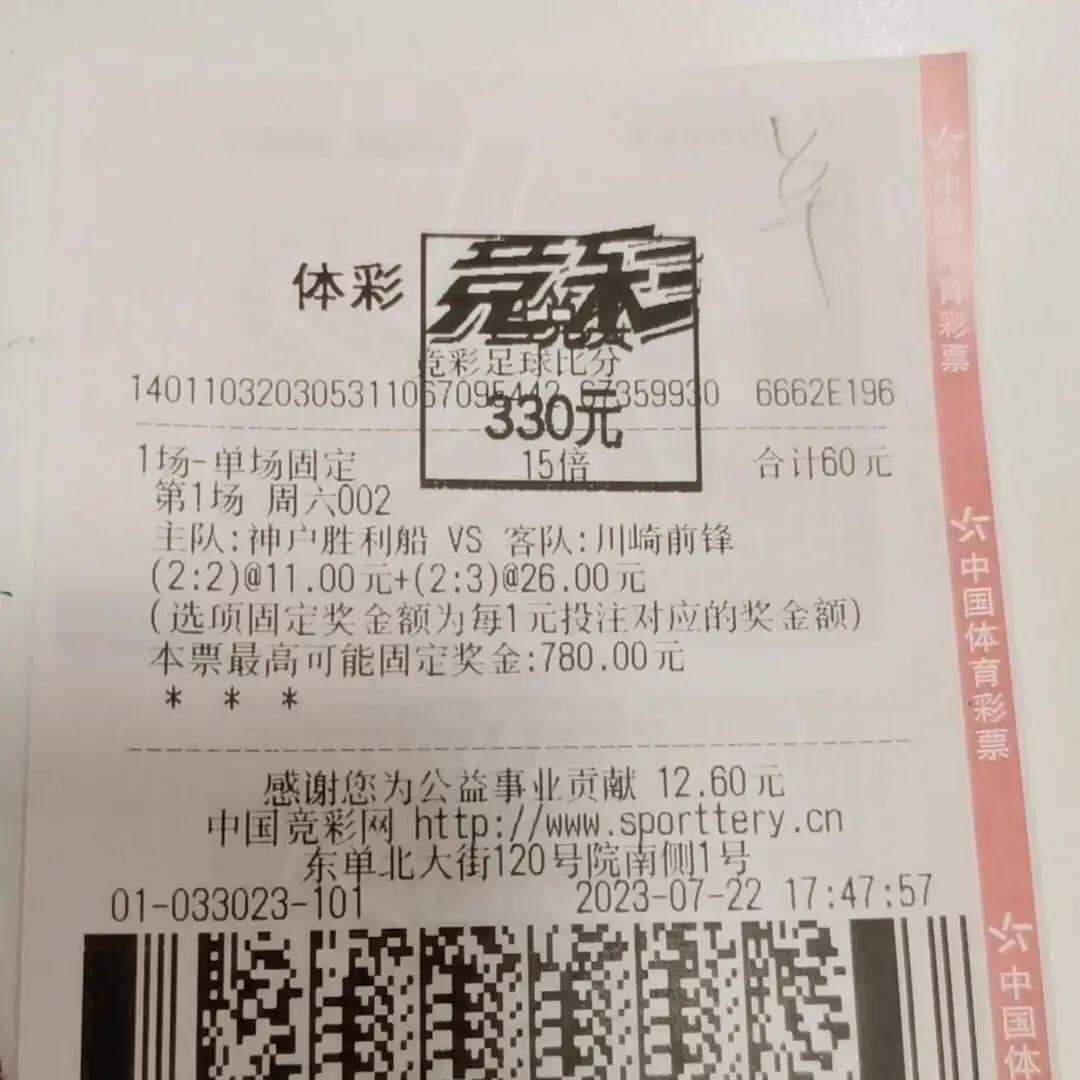 单
体彩 竞彩
竞彩足球比分
140110320305311067095442 67359930 6662E196
330元
1场-单场固定 15倍 合计60元
第1场 周六002
主队:神户胜利船 VS 客队:川崎前锋
(2:2)@11.00元+(2:3)@26.00元
(选项固定奖金额为每1元投注对应的奖金额)
本票最高可能固定奖金:780.00元
* * *
感谢您为公益事业贡献 12.60元
中国竞彩网 http://www.sporttery.cn
东单北大街120号院南侧1号
01-033023-101 2023-07-22 17:47:57
中国体育彩票
中国体育彩票
中国体